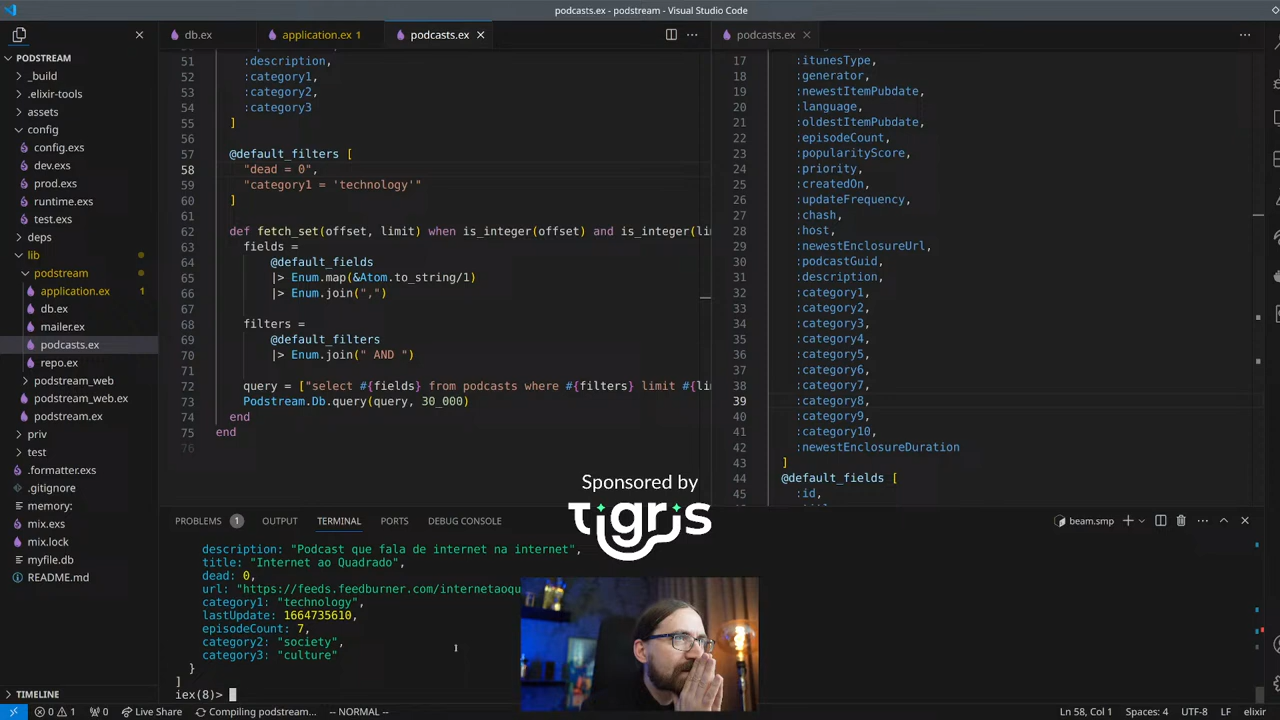 podcasts.ex - podstream - Visual Studio Code
db.ex
application.ex 1
podcasts.ex
podcasts.ex
PODSTREAM
_build
.elixir-tools
assets
config
config.exs
dev.exs
prod.exs
runtime.exs
test.exs
deps
lib
podstream
application.ex 1
db.ex
mailer.ex
podcasts.ex
repo.ex
podstream_web
podstream_web.ex
podstream.ex
priv
test
.formatter.exs
.gitignore
memory:
mix.exs
mix.lock
myfile.db
README.md
TIMELINE
51 :description,
52 :category1,
53 :category2,
54 :category3
55 ]
56
57 @default_filters [
58 "dead = 0",
59 "category1 = 'technology'"
60 ]
61
62 def fetch_set(offset, limit) when is_integer(offset) and is_integer(li
63 fields =
64 @default_fields
65 |> Enum.map(&Atom.to_string/1)
66 |> Enum.join(",")
67
68 filters =
69 @default_filters
70 |> Enum.join(" AND ")
71
72 query = ["select #{fields} from podcasts where #{filters} limit #{li
73 Podstream.Db.query(query, 30_000)
74 end
75 end
76
17 :itunesType,
18 :generator,
19 :newestItemPubdate,
20 :language,
21 :oldestItemPubdate,
22 :episodeCount,
23 :popularityScore,
24 :priority,
25 :createdOn,
26 :updateFrequency,
27 :chash,
28 :host,
29 :newestEnclosureUrl,
30 :podcastGuid,
31 :description,
32 :category1,
33 :category2,
34 :category3,
35 :category4,
36 :category5,
37 :category6,
38 :category7,
39 :category8,
40 :category9,
41 :category10,
42 :newestEnclosureDuration
43 ]
44 @default_fields [
45 :id,
Sponsored by
tigris
PROBLEMS 1 OUTPUT TERMINAL PORTS DEBUG CONSOLE
beam.smp
description: "Podcast que fala de internet na internet",
title: "Internet ao Quadrado",
dead: 0,
url: "https://feeds.feedburner.com/internetaoqu
category1: "technology",
lastUpdate: 1664735610,
episodeCount: 7,
category2: "society",
category3: "culture"
}
]
iex(8)>
0 1 0 Live Share Compiling podstream... -- NORMAL -- Ln 58, Col 1 Spaces: 4 UTF-8 LF elixir